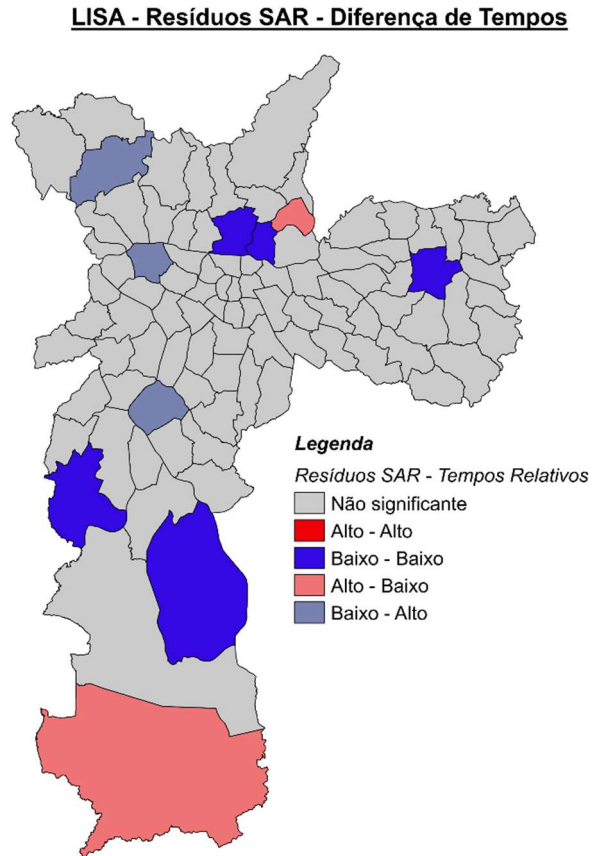 LISA - Resíduos SAR - Diferença de Tempos
Legenda
Resíduos SAR - Tempos Relativos
Não significante
Alto - Alto
Baixo - Baixo
Alto - Baixo
Baixo - Alto